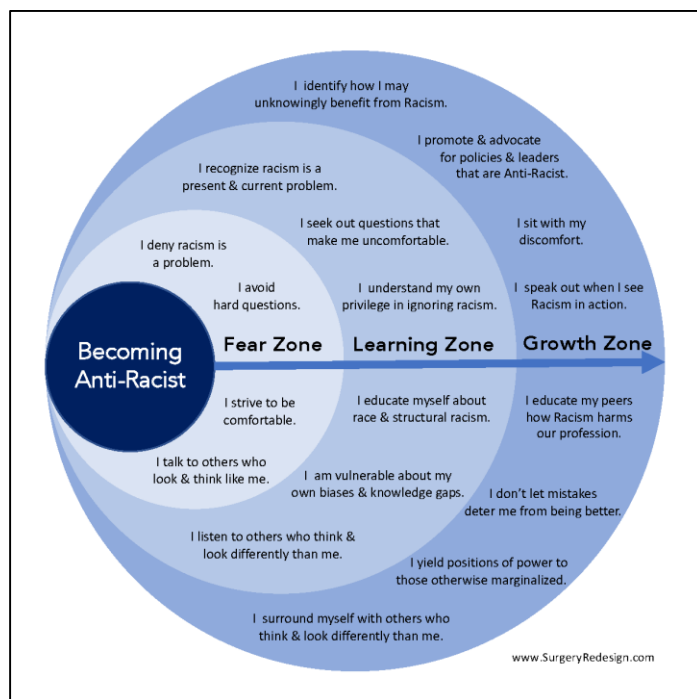 I identify how I may
unknowingly benefit from Racism.
I promote & advocate
for policies & leaders
that are Anti-Racist.
I recognize racism is a
present & current problem.
I seek out questions that
make me uncomfortable.
I sit with my
discomfort.
I deny racism is
a problem.
I avoid
hard questions.
I understand my own
privilege in ignoring racism.
I speak out when I see
Racism in action.
Becoming
Anti-Racist
Fear Zone
Learning Zone
Growth Zone
I strive to be
comfortable.
I educate myself about
race & structural racism.
I educate my peers
how Racism harms
our profession.
I talk to others who
look & think like me.
I am vulnerable about my
own biases & knowledge gaps.
I don't let mistakes
deter me from being better.
I listen to others who think &
look differently than me.
I yield positions of power to
those otherwise marginalized.
I surround myself with others who
think & look differently than me.
www.SurgeryRedesign.com